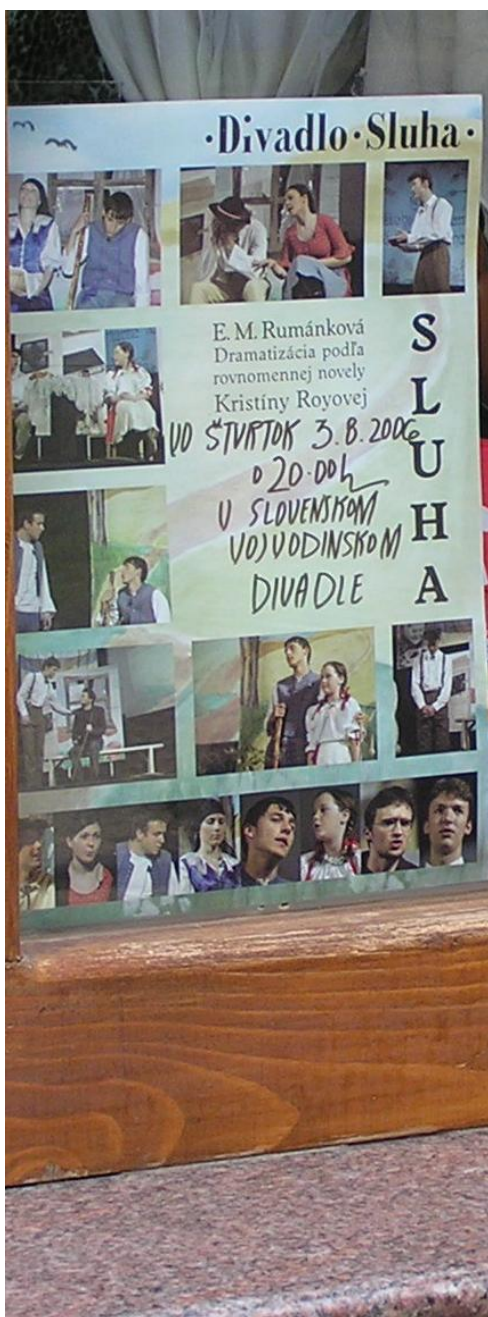 ·Divadlo·Sluha·
E. M. Rumánková
Dramatizácia podľa
rovnomennej novely
Kristíny Royovej
SLUHA
VO ŠTVRTOK 3.8.2006
o 20·00h
V SLOVENSKOM
VOJVODINSKOM
DIVADLE